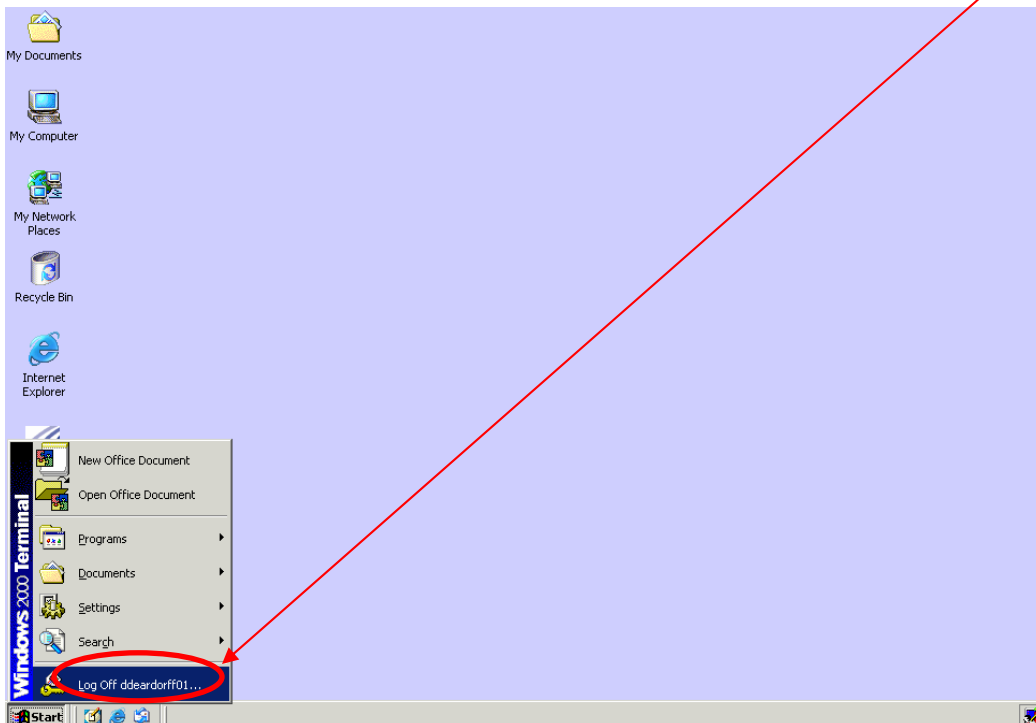 My Documents
My Computer
My Network
Places
Recycle Bin
Internet
Explorer
New Office Document
Open Office Document
Programs
Documents
Settings
Search
Log Off ddeardorff01...
Windows 2000 Terminal
Start